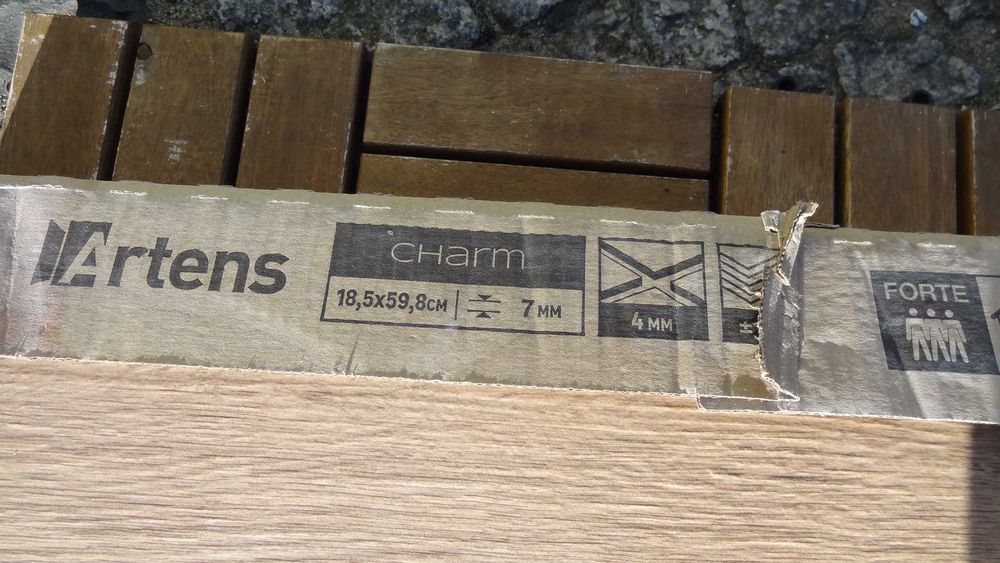 Artens
CHarm
18,5x59,8CM
7 MM
4 MM
±
FORTE